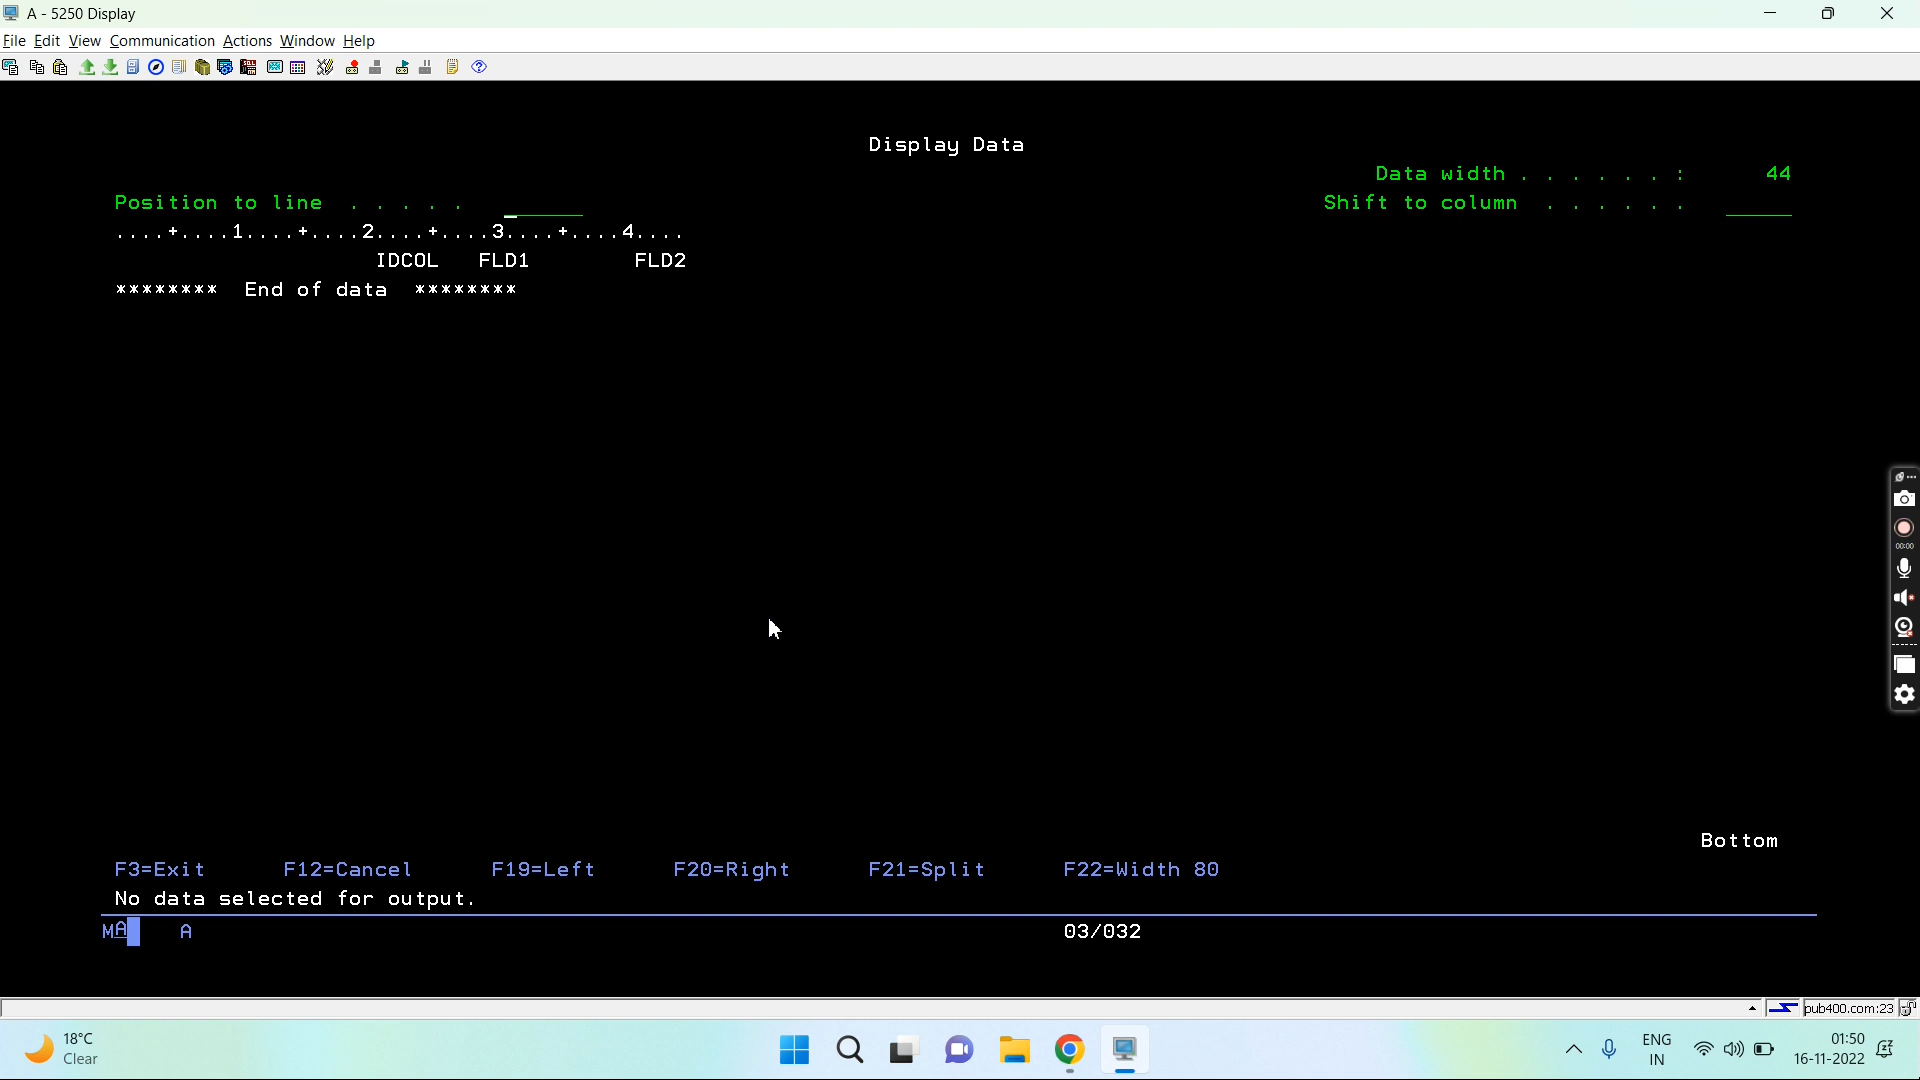 A - 5250 Display
File Edit View Communication Actions Window Help
Display Data
Data width . . . . . . : 44
Position to line . . . . . Shift to column . . . . . .
....+....1....+....2....+....3....+....4....
IDCOL FLD1 FLD2
******** End of data ********
00:00
Bottom
F3=Exit F12=Cancel F19=Left F20=Right F21=Split F22=Width 80
No data selected for output.
MA A 03/032
pub400.com:23
18°C
Clear
ENG
IN
01:50
16-11-2022